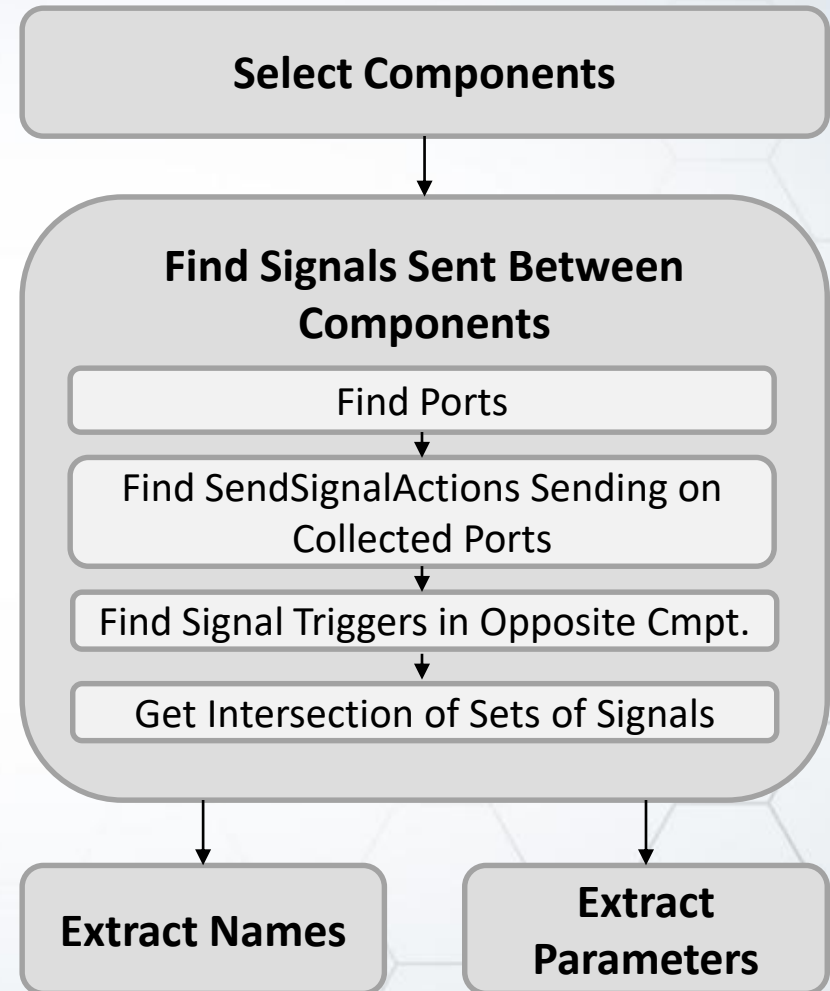 Select Components
Find Signals Sent Between
Components
Find Ports
Find SendSignalActions Sending on
Collected Ports
Find Signal Triggers in Opposite Cmpt.
Get Intersection of Sets of Signals
Extract Names
Extract
Parameters